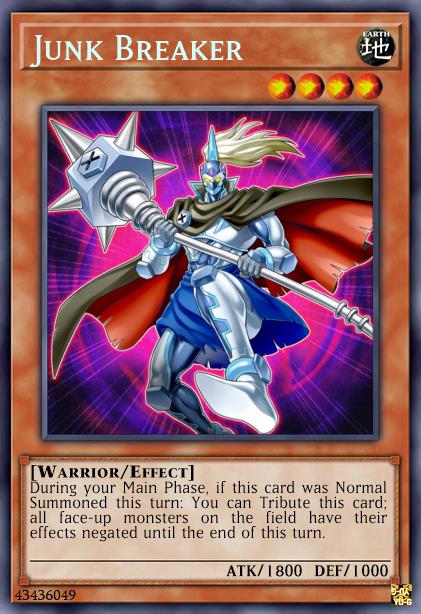 JUNK BREAKER
EARTH
地
[WARRIOR/EFFECT]
During your Main Phase, if this card was Normal
Summoned this turn: You can Tribute this card;
all face-up monsters on the field have their
effects negated until the end of this turn.
ATK/1800 DEF/1000
43436049